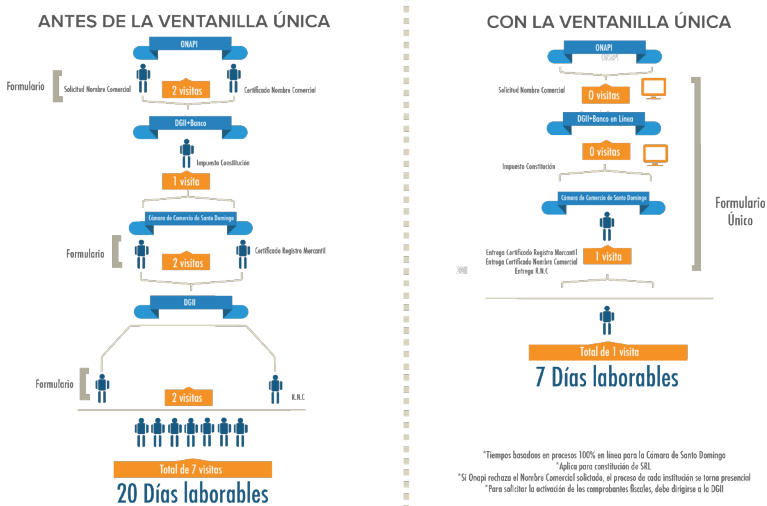 ANTES DE LA VENTANILLA ÚNICA
ONAPI
Formulario
Solicitud Nombre Comercial
2 visitas
Certificado Nombre Comercial
DGII+Banco
Impuesto Constitución
1 visita
Cámara de Comercio de Santo Domingo
Formulario
2 visitas
Certificado Registro Mercantil
DGII
Formulario
2 visitas
R.N.C
Total de 7 visitas
20 Días laborables
CON LA VENTANILLA ÚNICA
ONAPI
Solicitud Nombre Comercial
0 visitas
DGII+Banco en Línea
0 visitas
Impuesto Constitución
Cámara de Comercio de Santo Domingo
Formulario
Único
Entrega Certificado Registro Mercantil
Entrega Certificado Nombre Comercial
Entrega R.N.C
1 visita
Total de 1 visita
7 Días laborables
*Tiempos basadons en procesos 100% en línea para la Cámara de Santo Domingo
*Aplica para constitución de SRL
*Si Onapi rechaza el Nombre Comercial solicitado, el proceso de cada institución se torna presencial
*Para solicitar la activación de los comprobantes fiscales, debe dirigirse a la DGII